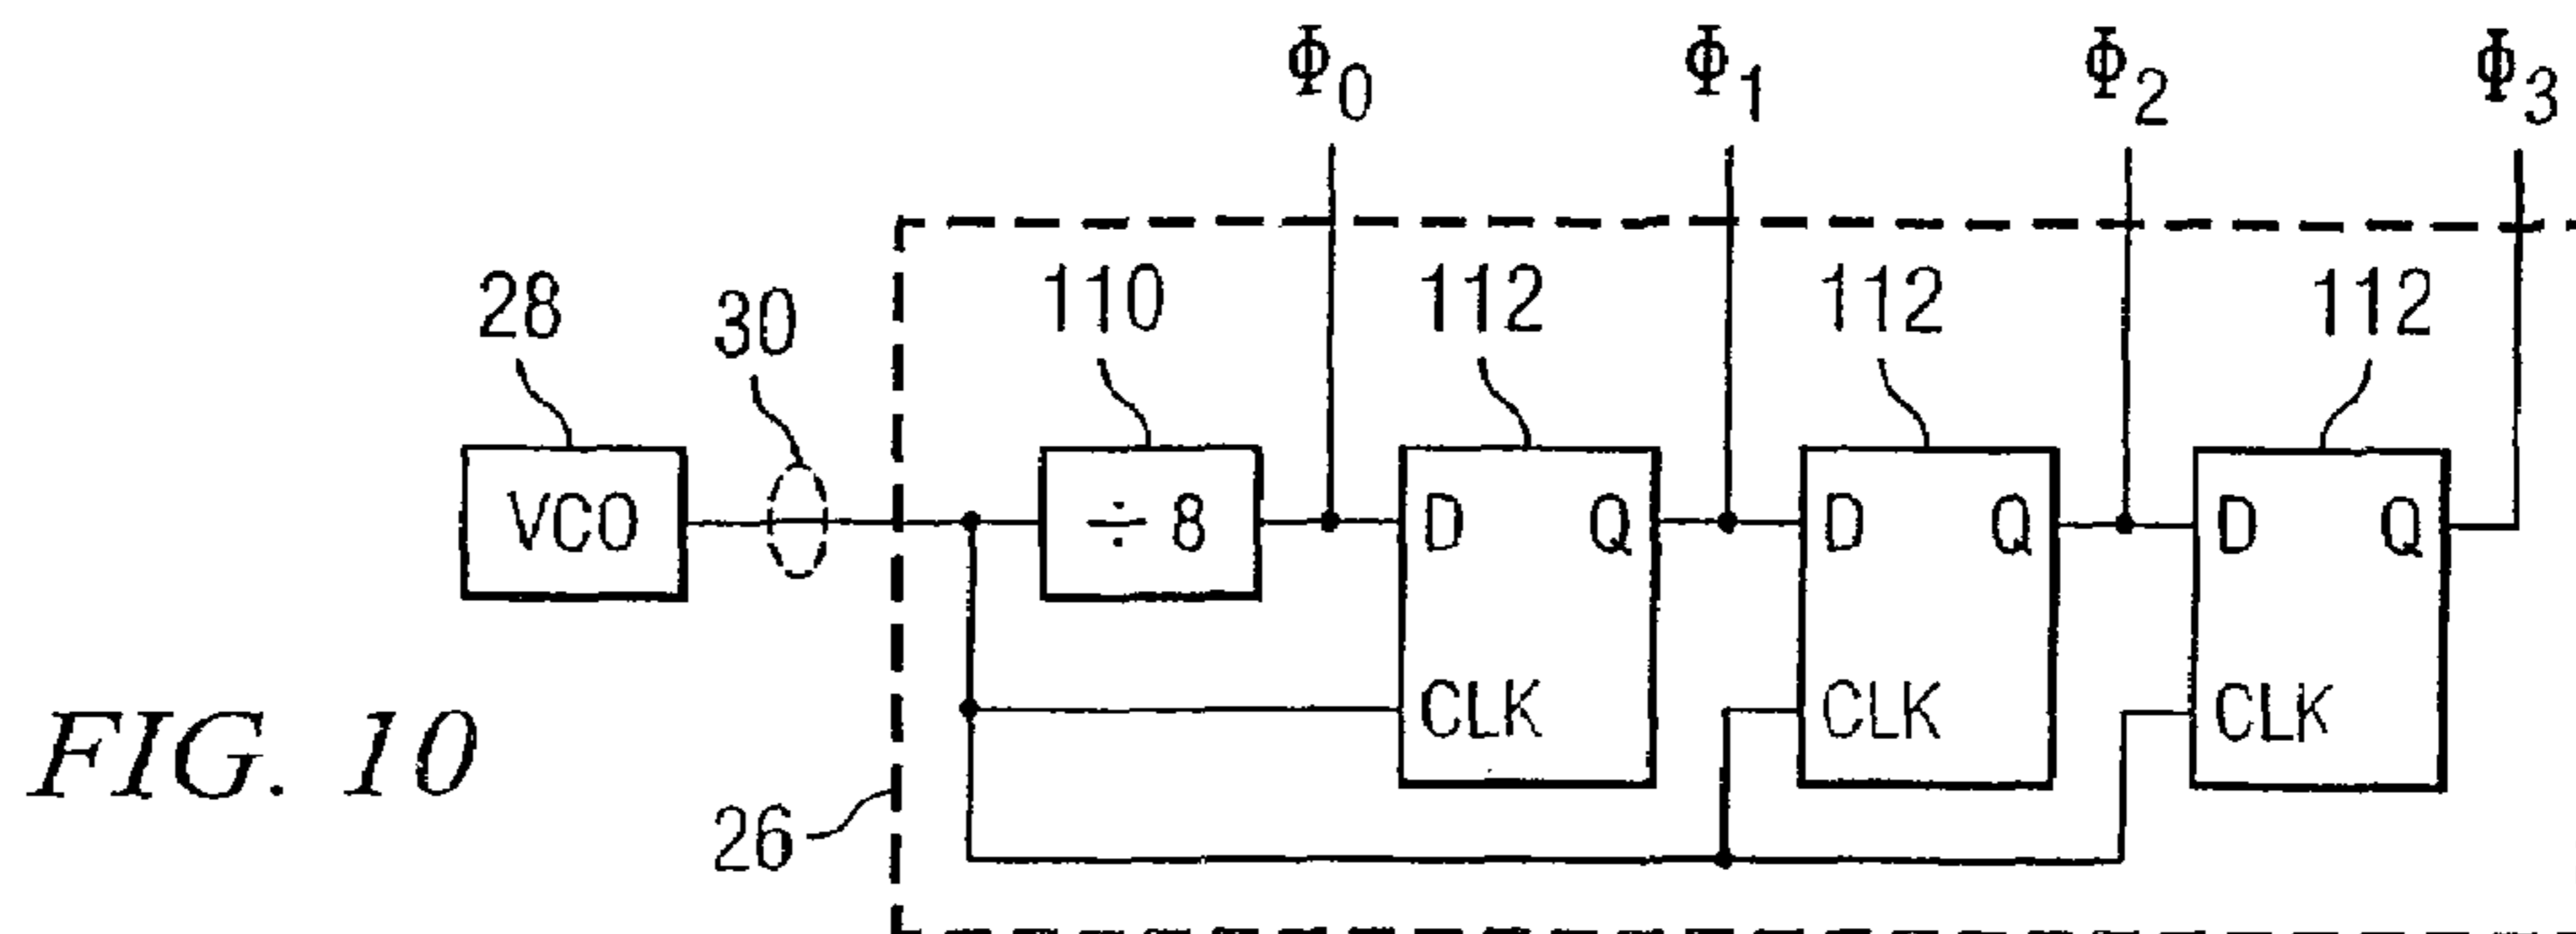 Φ0 Φ1 Φ2 Φ3
28 30 110 112 112 112
VCO ÷ 8 D Q D Q D Q
CLK CLK CLK
FIG. 10
26